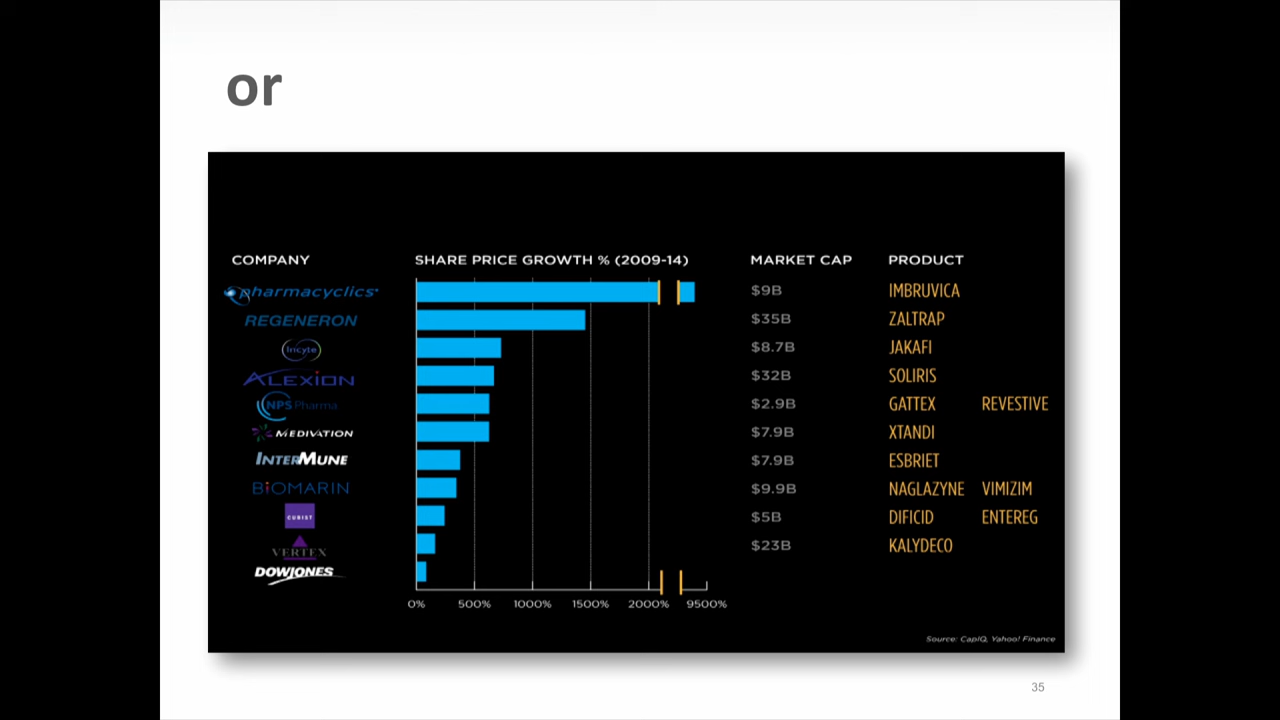 or
COMPANY SHARE PRICE GROWTH % (2009-14) MARKET CAP PRODUCT
pharmacyclics $9B IMBRUVICA
REGENERON $35B ZALTRAP
Incyte $8.7B JAKAFI
ALEXION $32B SOLIRIS
NPS Pharma $2.9B GATTEX REVESTIVE
MEDIVATION $7.9B XTANDI
INTERMUNE $7.9B ESBRIET
BIOMARIN $9.9B NAGLAZYNE VIMIZIM
CUBIST $5B DIFICID ENTEREG
VERTEX $23B KALYDECO
DOWJONES
0% 500% 1000% 1500% 2000% 9500%
Source: CapIQ, Yahoo! Finance
35